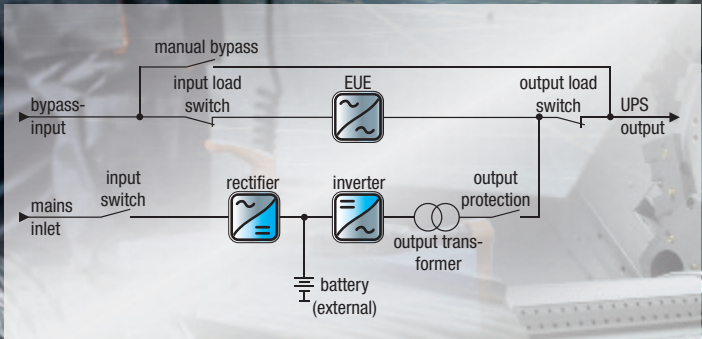 manual bypass
input load
switch
EUE
output load
switch
bypass-
input
UPS
output
input
switch
mains
inlet
rectifier
inverter
output
protection
output trans-
former
battery
(external)